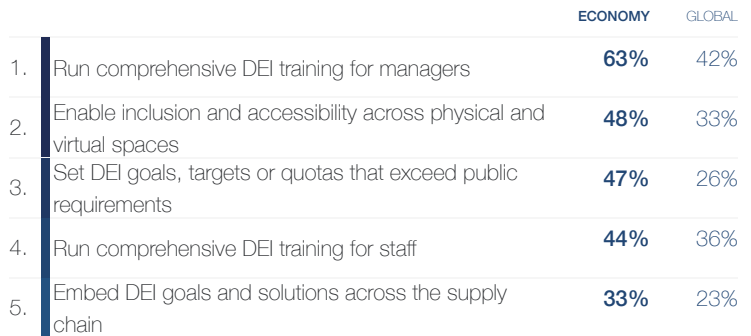 ECONOMY GLOBAL
1. Run comprehensive DEI training for managers 63% 42%
Enable inclusion and accessibility across physical and
2. virtual spaces 48% 33%
Set DEI goals, targets or quotas that exceed public
3. requirements 47% 26%
4. Run comprehensive DEI training for staff 44% 36%
Embed DEI goals and solutions across the supply
5. chain 33% 23%